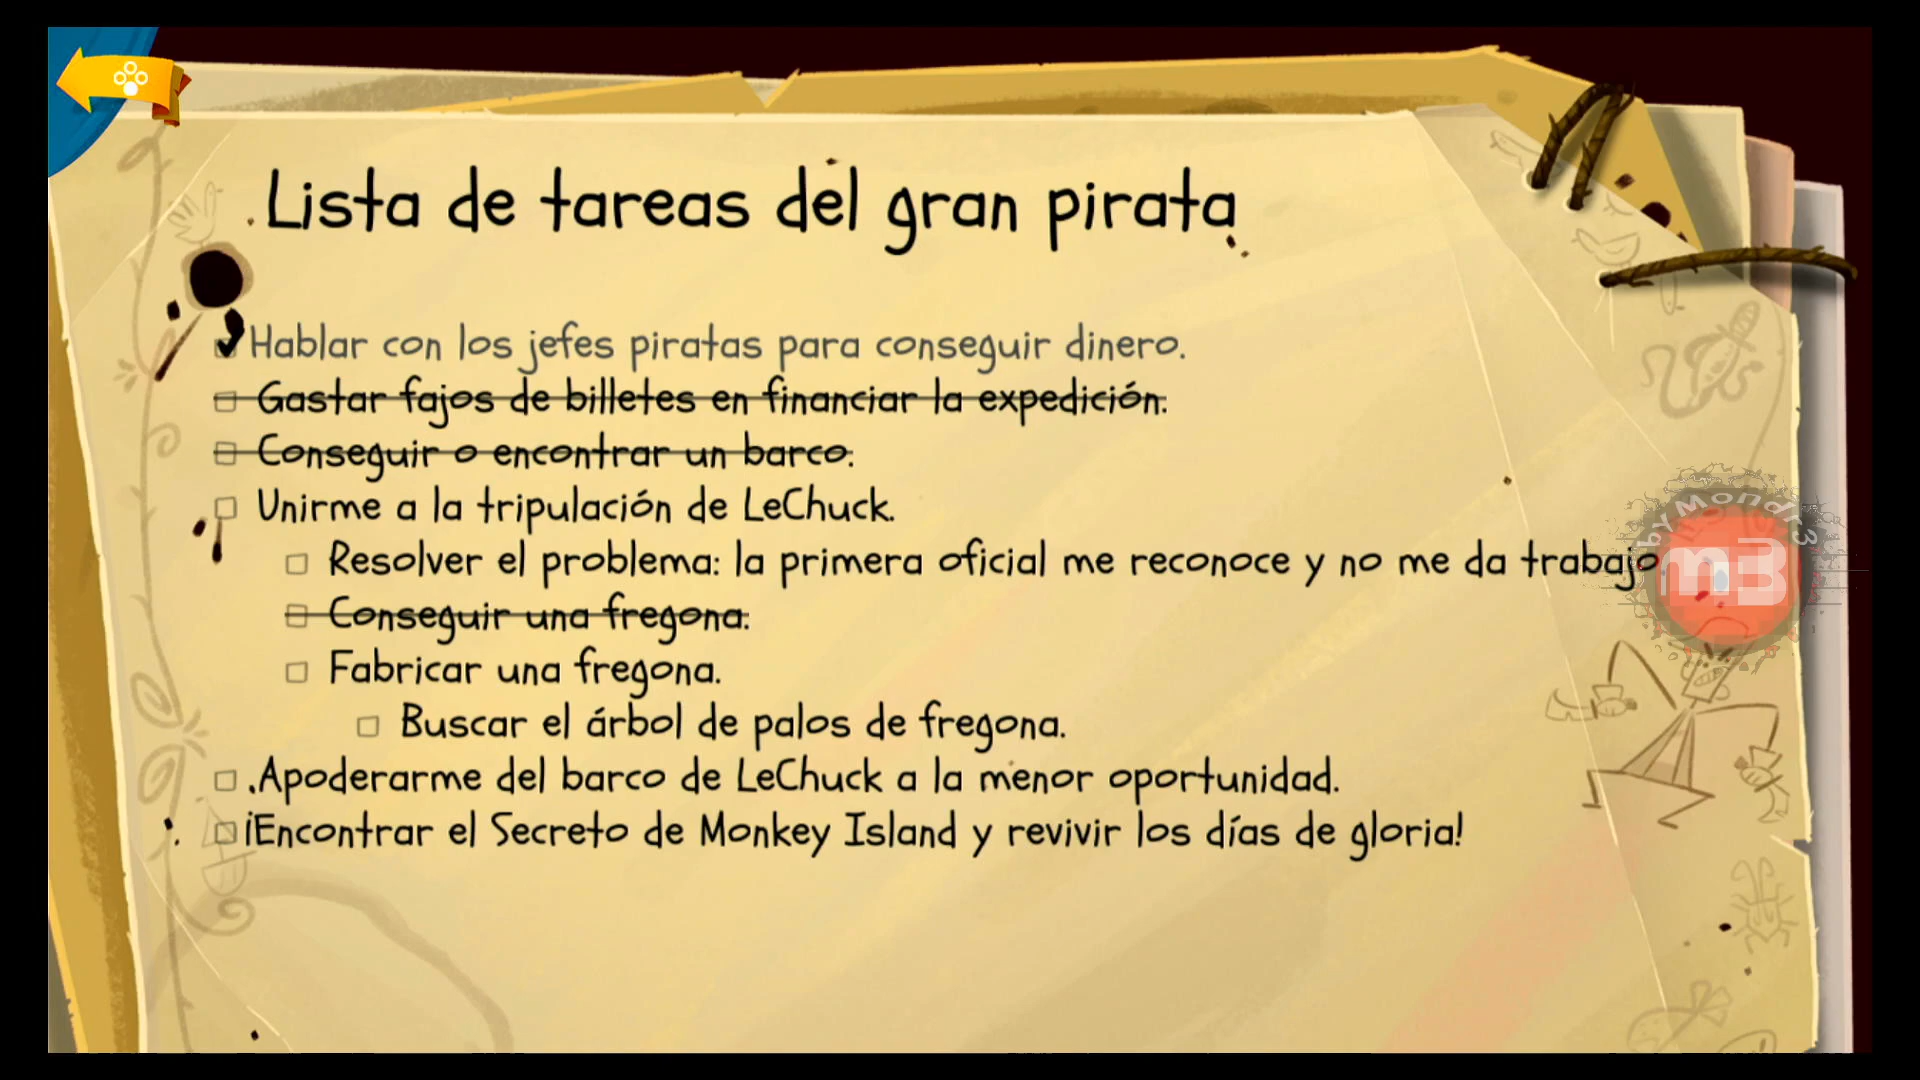 Lista de tareas del gran pirata
Hablar con los jefes piratas para conseguir dinero.
Gastar fajos de billetes en financiar la expedición.
Conseguir o encontrar un barco.
Unirme a la tripulación de LeChuck.
Resolver el problema: la primera oficial me reconoce y no me da trabajo
Conseguir una fregona.
Fabricar una fregona.
Buscar el árbol de palos de fregona.
Apoderarme del barco de LeChuck a la menor oportunidad.
¡Encontrar el Secreto de Monkey Island y revivir los días de gloria!
byMondr3
m3